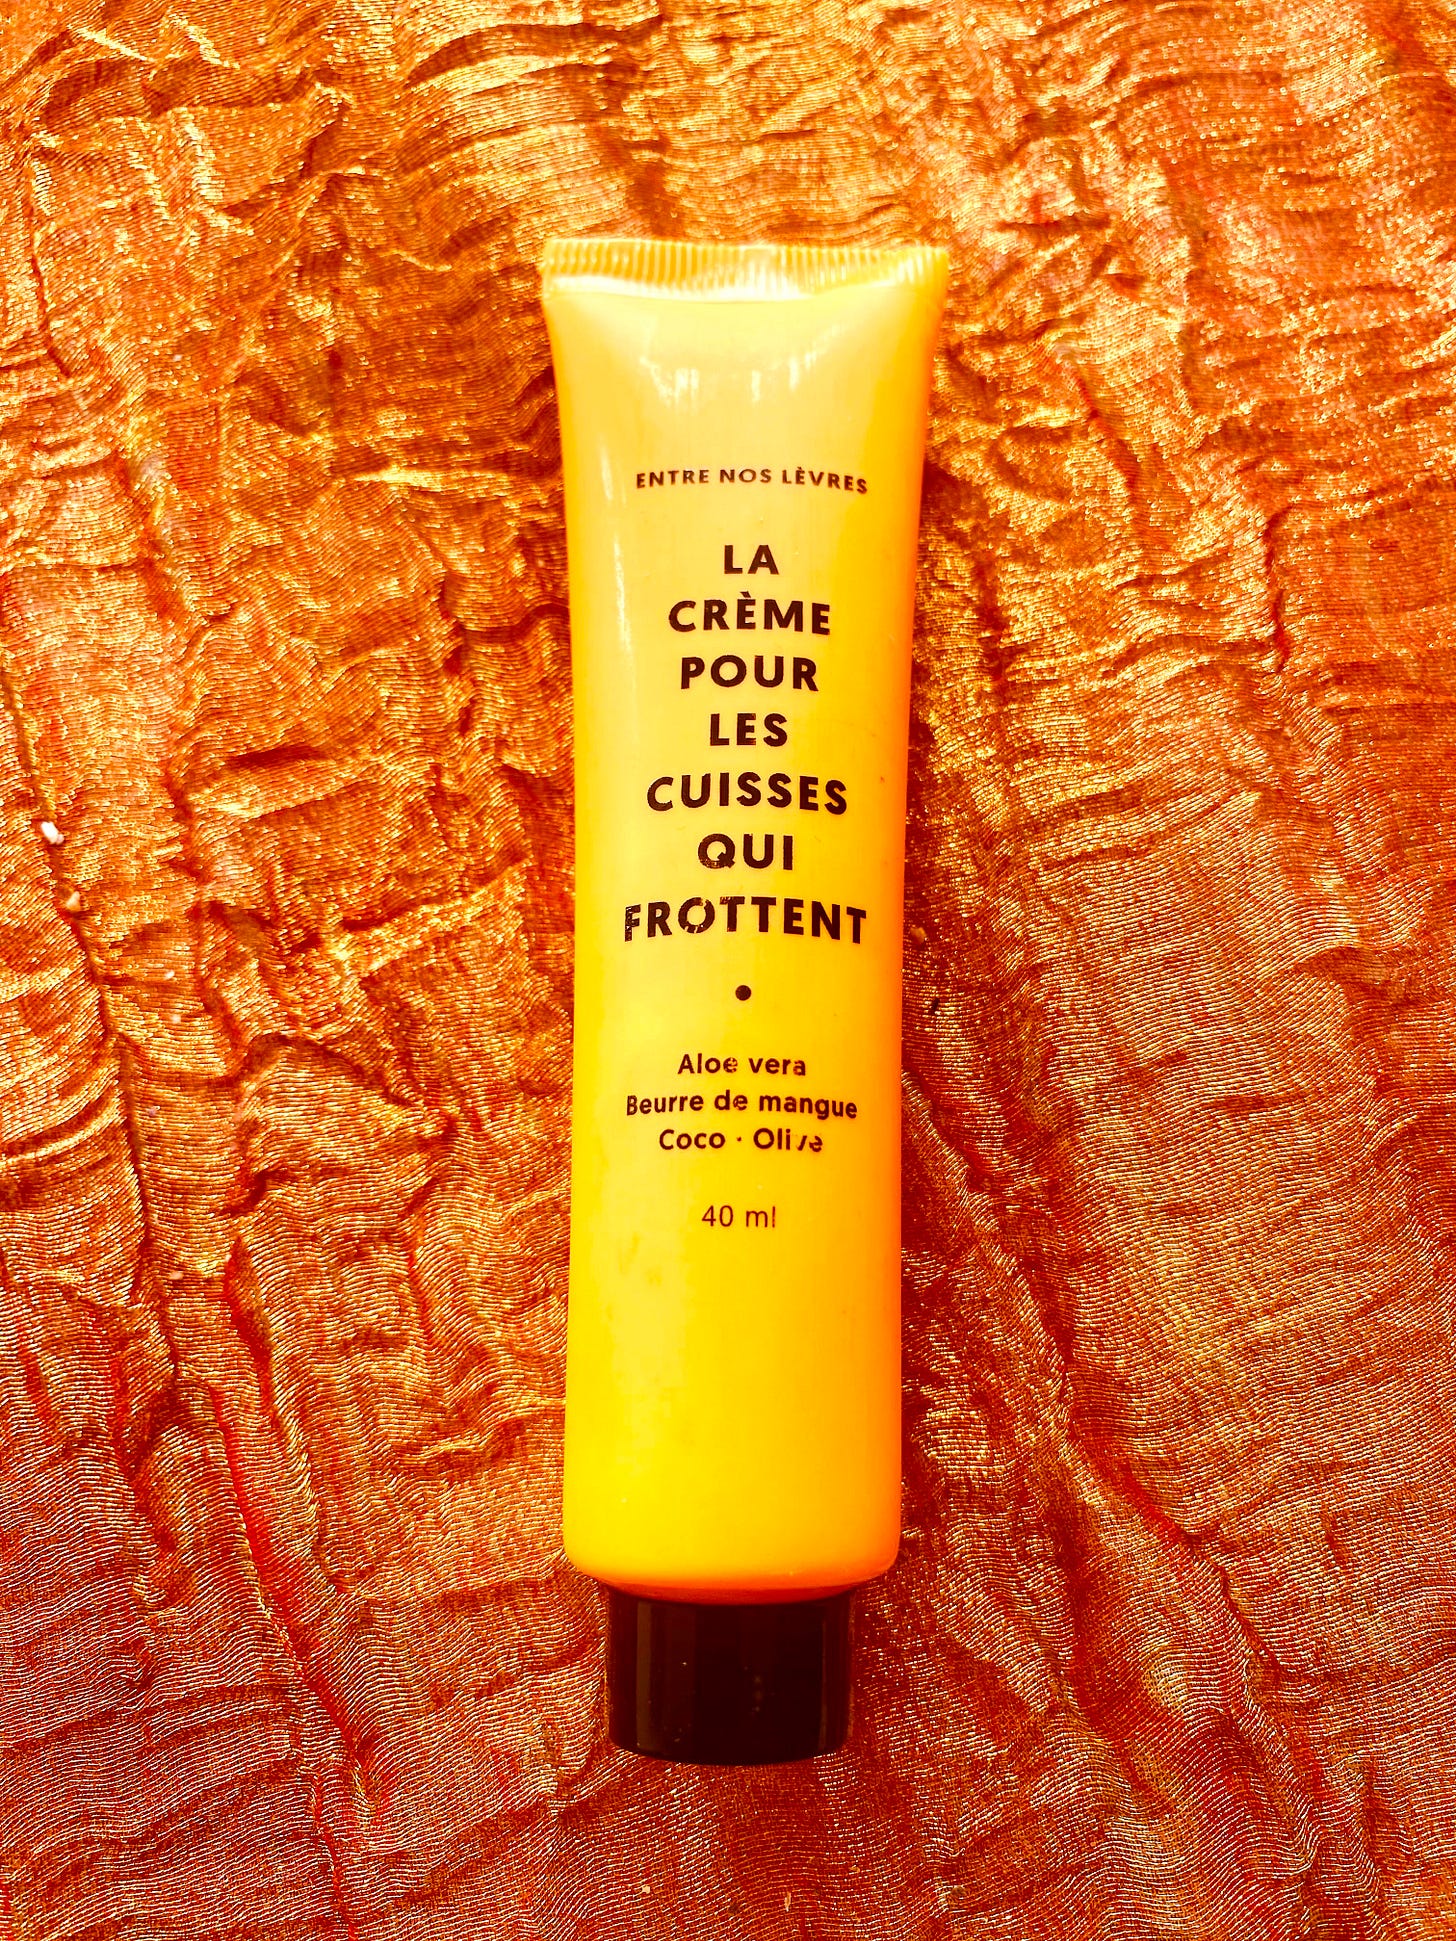 ENTRE NOS LÈVRES
LA
CRÈME
POUR
LES
CUISSES
QUI
FROTTENT
Aloe vera
Beurre de mangue
Coco · Olive
40 ml